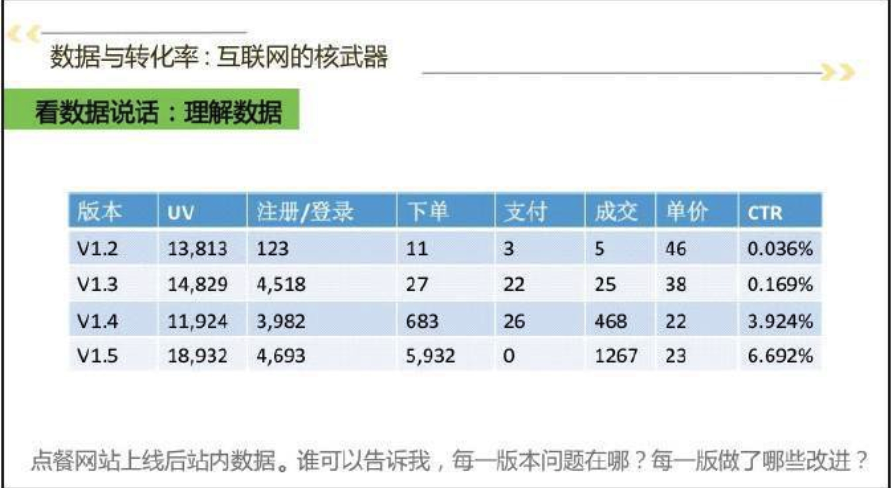 数据与转化率：互联网的核武器
看数据说话：理解数据
版本 UV 注册/登录 下单 支付 成交 单价 CTR
V1.2 13,813 123 11 3 5 46 0.036%
V1.3 14,829 4,518 27 22 25 38 0.169%
V1.4 11,924 3,982 683 26 468 22 3.924%
V1.5 18,932 4,693 5,932 0 1267 23 6.692%
点餐网站上线后站内数据。谁可以告诉我，每一版本问题在哪？每一版做了哪些改进？